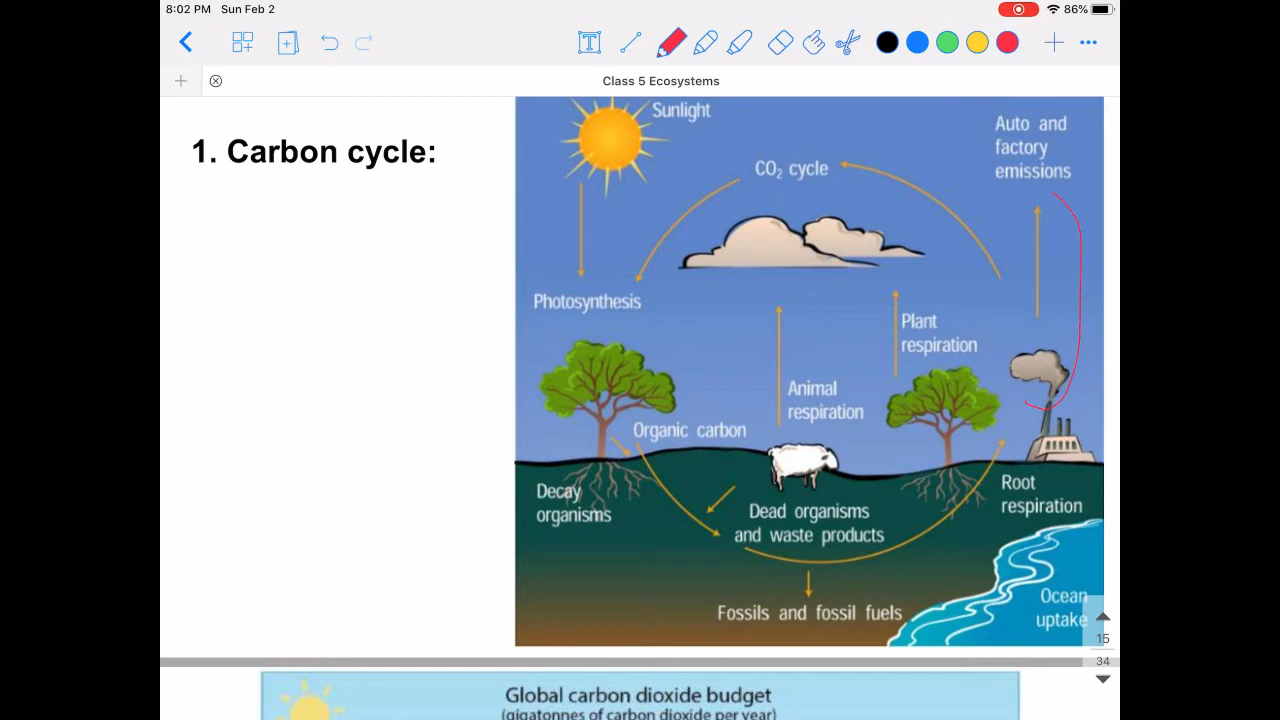 8:02 PM Sun Feb 2
86%
T
Class 5 Ecosystems
1. Carbon cycle:
Sunlight
Auto and
factory
emissions
CO₂ cycle
Photosynthesis
Plant
respiration
Animal
respiration
Organic carbon
Decay
organisms
Dead organisms
and waste products
Root
respiration
Fossils and fossil fuels
Ocean
uptake
15
34
Global carbon dioxide budget
(gigatonnes of carbon dioxide per year)